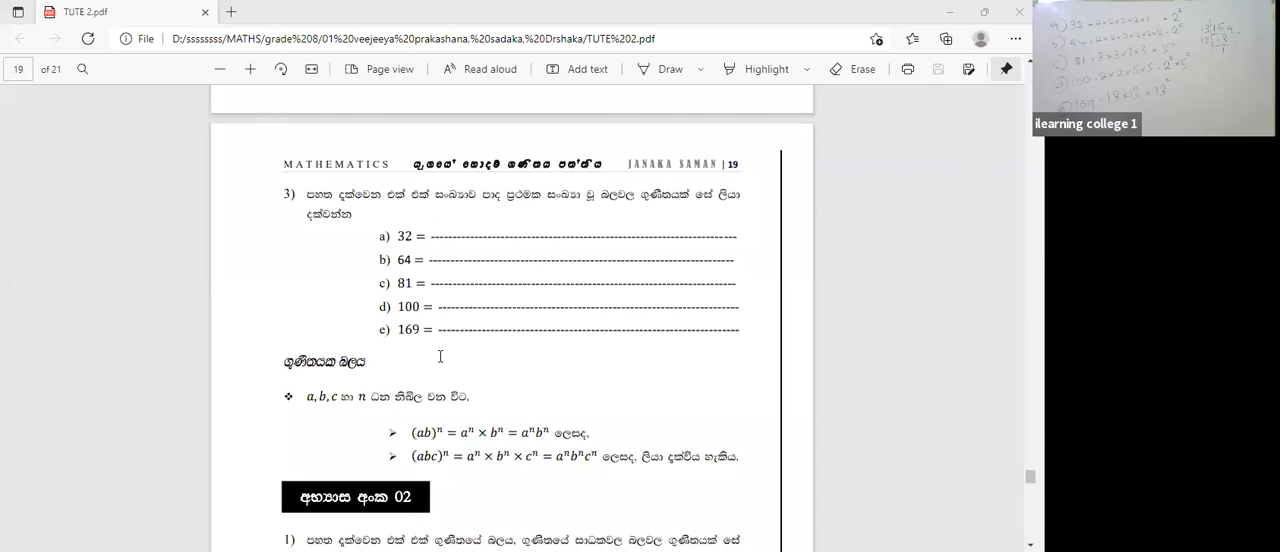 TUTE 2.pdf
File D:/ssssssss/MATHS/grade%208/01%20veejeeya%20prakashana.%20sadaka.%20Drshaka/TUTE%202.pdf
19 of 21 Page view Read aloud Add text Draw Highlight Erase
MATHEMATICS JANAKA SAMAN | 19
3) පහත දැක්වෙන එක් එක් සංඛ්‍යාව පාද ප්‍රථමක සංඛ්‍යා වූ බලවල ගුණිතයක් සේ ලියා
දක්වන්න
a) 32 = ----------------------------------------------------------------------
b) 64 = ----------------------------------------------------------------------
c) 81 = ----------------------------------------------------------------------
d) 100 = --------------------------------------------------------------------
e) 169 = --------------------------------------------------------------------
ගුණිතයක බලය
❖ a, b, c හා n ධන නිඛිල වන විට,
➢ (ab)ⁿ = aⁿ × bⁿ = aⁿbⁿ ලෙසද,
➢ (abc)ⁿ = aⁿ × bⁿ × cⁿ = aⁿbⁿcⁿ ලෙසද, ලියා දැක්විය හැකිය.
අභ්‍යාස අංක 02
1) පහත දැක්වෙන එක් එක් ගුණිතයේ බලය, ගුණිතයේ සාධකවල බලවල ගුණිතයක් සේ
ilearning college 1